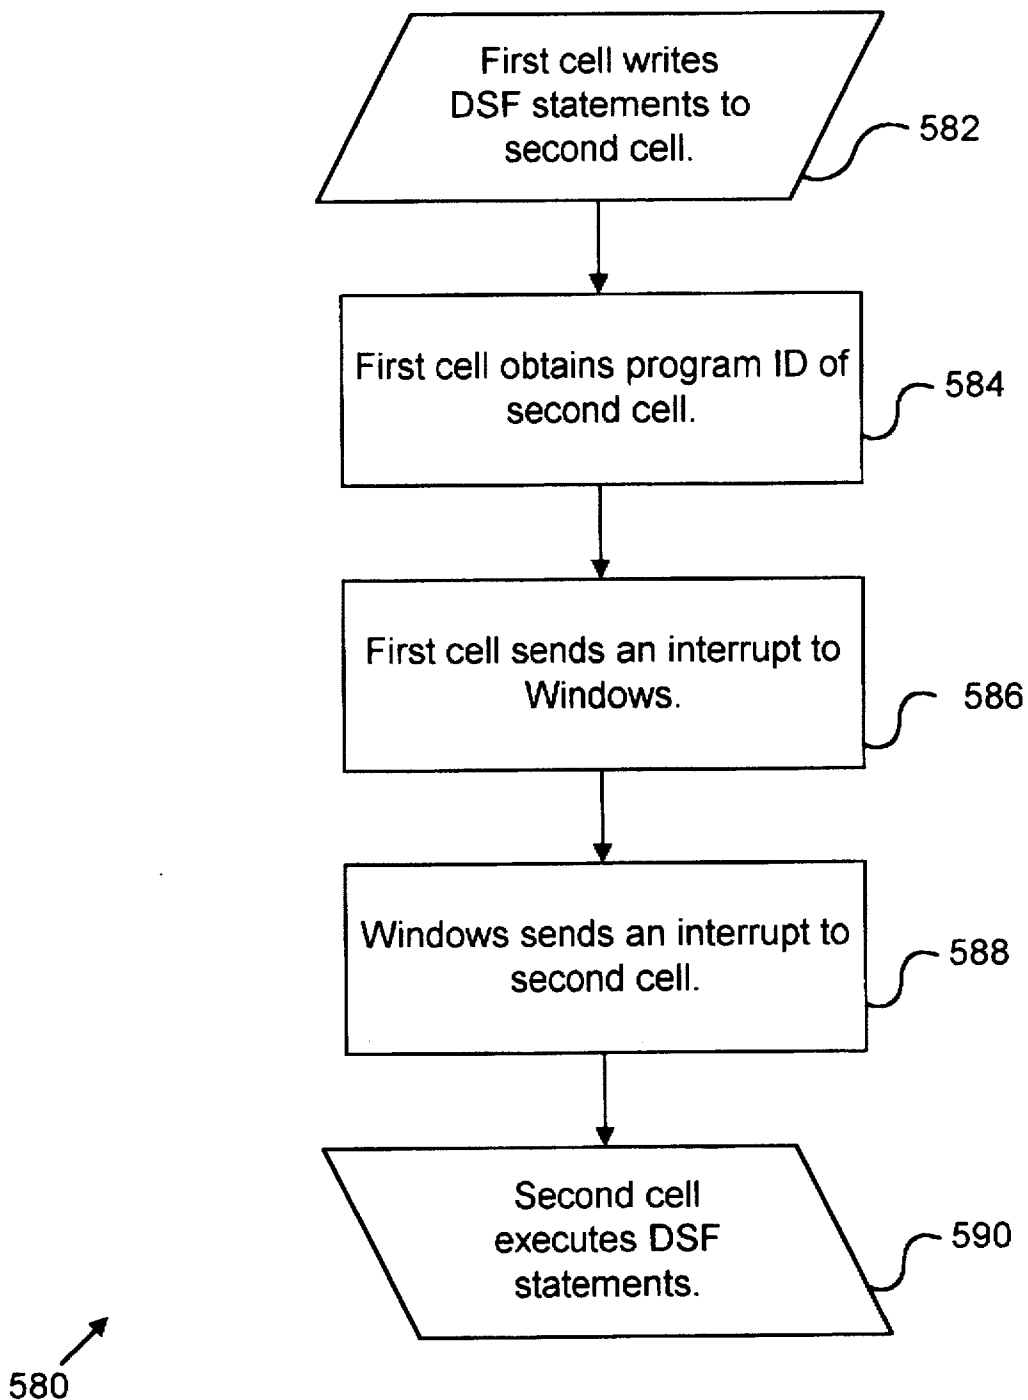 First cell writes
DSF statements to
second cell.
582
First cell obtains program ID of
second cell.
584
First cell sends an interrupt to
Windows.
586
Windows sends an interrupt to
second cell.
588
Second cell
executes DSF
statements.
590
580